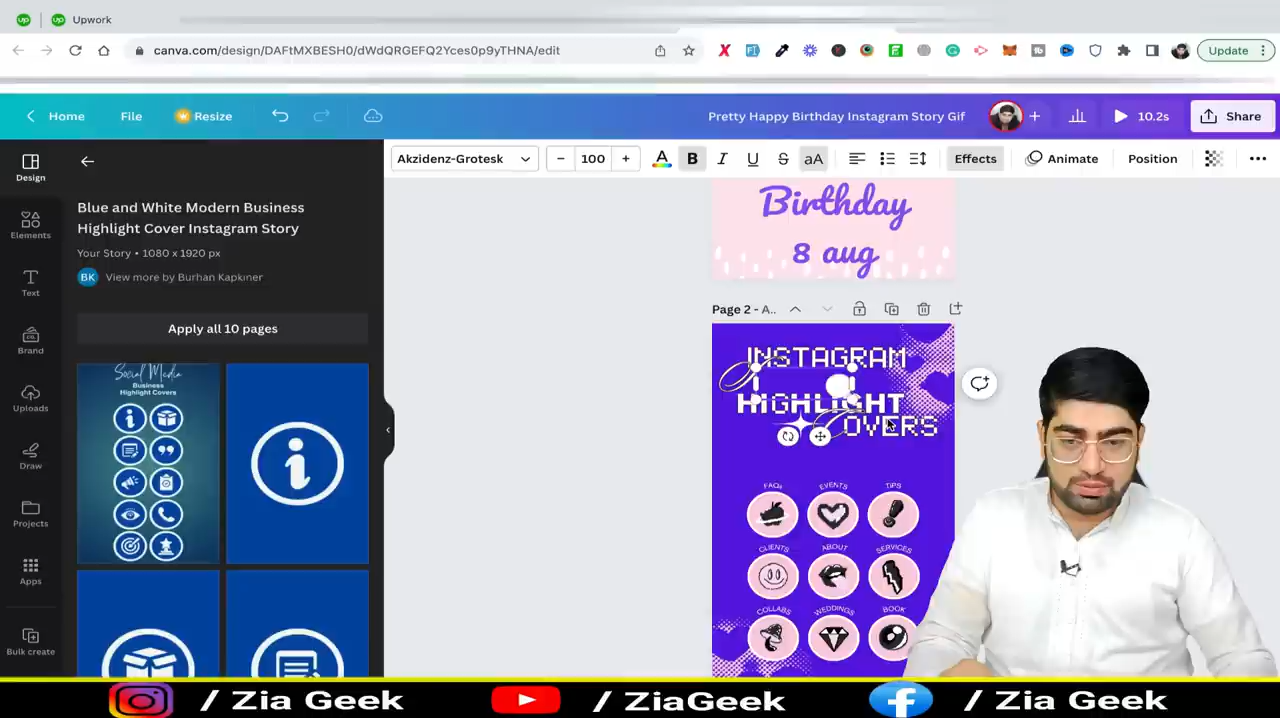 Upwork
canva.com/design/DAFtMXBESH0/dWdQRGEFQ2Yces0p9yTHNA/edit
Update
Home
File
Resize
Pretty Happy Birthday Instagram Story Gif
10.2s
Share
Design
Elements
Text
Brand
Uploads
Draw
Projects
Apps
Bulk create
Blue and White Modern Business
Highlight Cover Instagram Story
Your Story • 1080 x 1920 px
BK View more by Burhan Kapkıner
Apply all 10 pages
Social Media
Business
Highlight Covers
Akzidenz-Grotesk
– 100 +
A B I U S aA
Effects
Animate
Position
Birthday
8 aug
Page 2 - A..
INSTAGRAM
HIGHLIGHT
OVERS
FAQs EVENTS TIPS
CLIENTS ABOUT SERVICES
COLLABS WEDDINGS BOOK
/ Zia Geek
/ ZiaGeek
/ Zia Geek